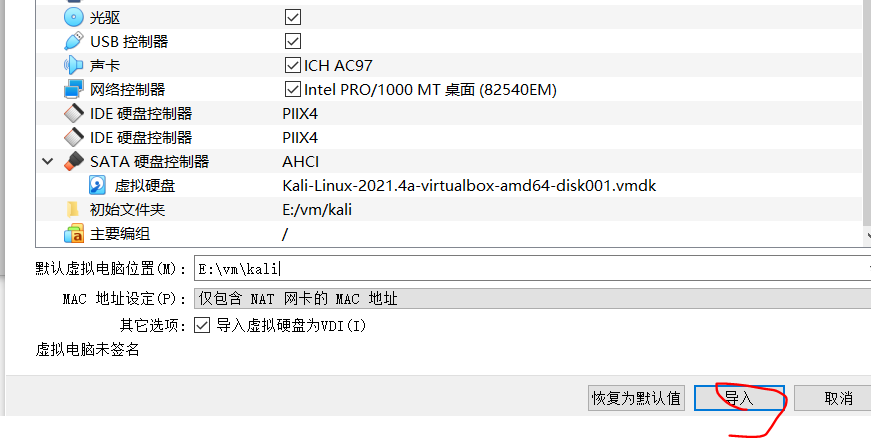 光驱
USB 控制器
声卡 ICH AC97
网络控制器 Intel PRO/1000 MT 桌面 (82540EM)
IDE 硬盘控制器 PIIX4
IDE 硬盘控制器 PIIX4
SATA 硬盘控制器 AHCI
虚拟硬盘 Kali-Linux-2021.4a-virtualbox-amd64-disk001.vmdk
初始文件夹 E:/vm/kali
主要编组 /
默认虚拟电脑位置(M): E:\vm\kali
MAC 地址设定(P): 仅包含 NAT 网卡的 MAC 地址
其它选项: 导入虚拟硬盘为VDI(I)
虚拟电脑未签名
恢复为默认值 导入 取消